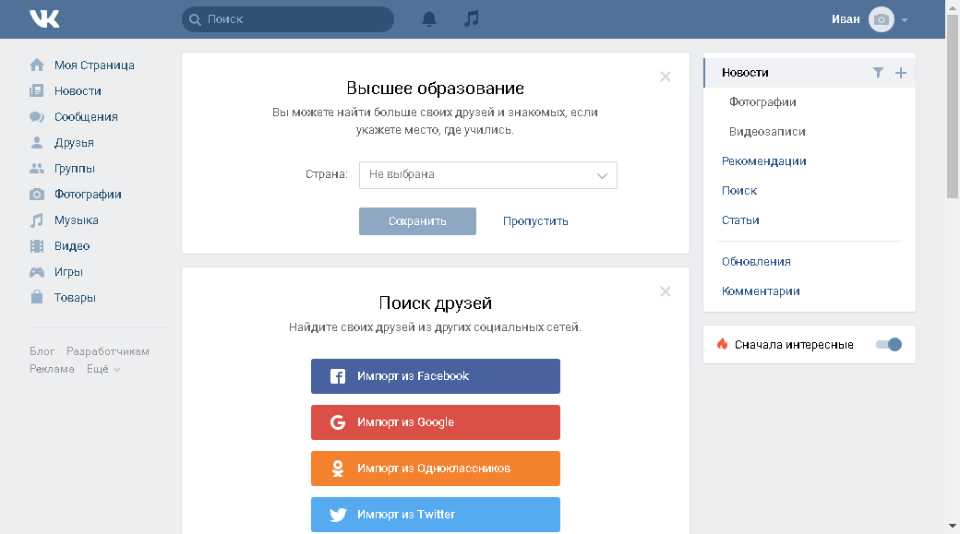 Поиск
Иван
Моя Страница
Новости
Сообщения
Друзья
Группы
Фотографии
Музыка
Видео
Игры
Товары
Блог Разработчикам
Реклама Ещё
Высшее образование
Вы можете найти больше своих друзей и знакомых, если
укажете место, где учились.
Страна: Не выбрана
Сохранить Пропустить
Поиск друзей
Найдите своих друзей из других социальных сетей.
Импорт из Facebook
Импорт из Google
Импорт из Одноклассников
Импорт из Twitter
Новости
Фотографии
Видеозаписи
Рекомендации
Поиск
Статьи
Обновления
Комментарии
Сначала интересные